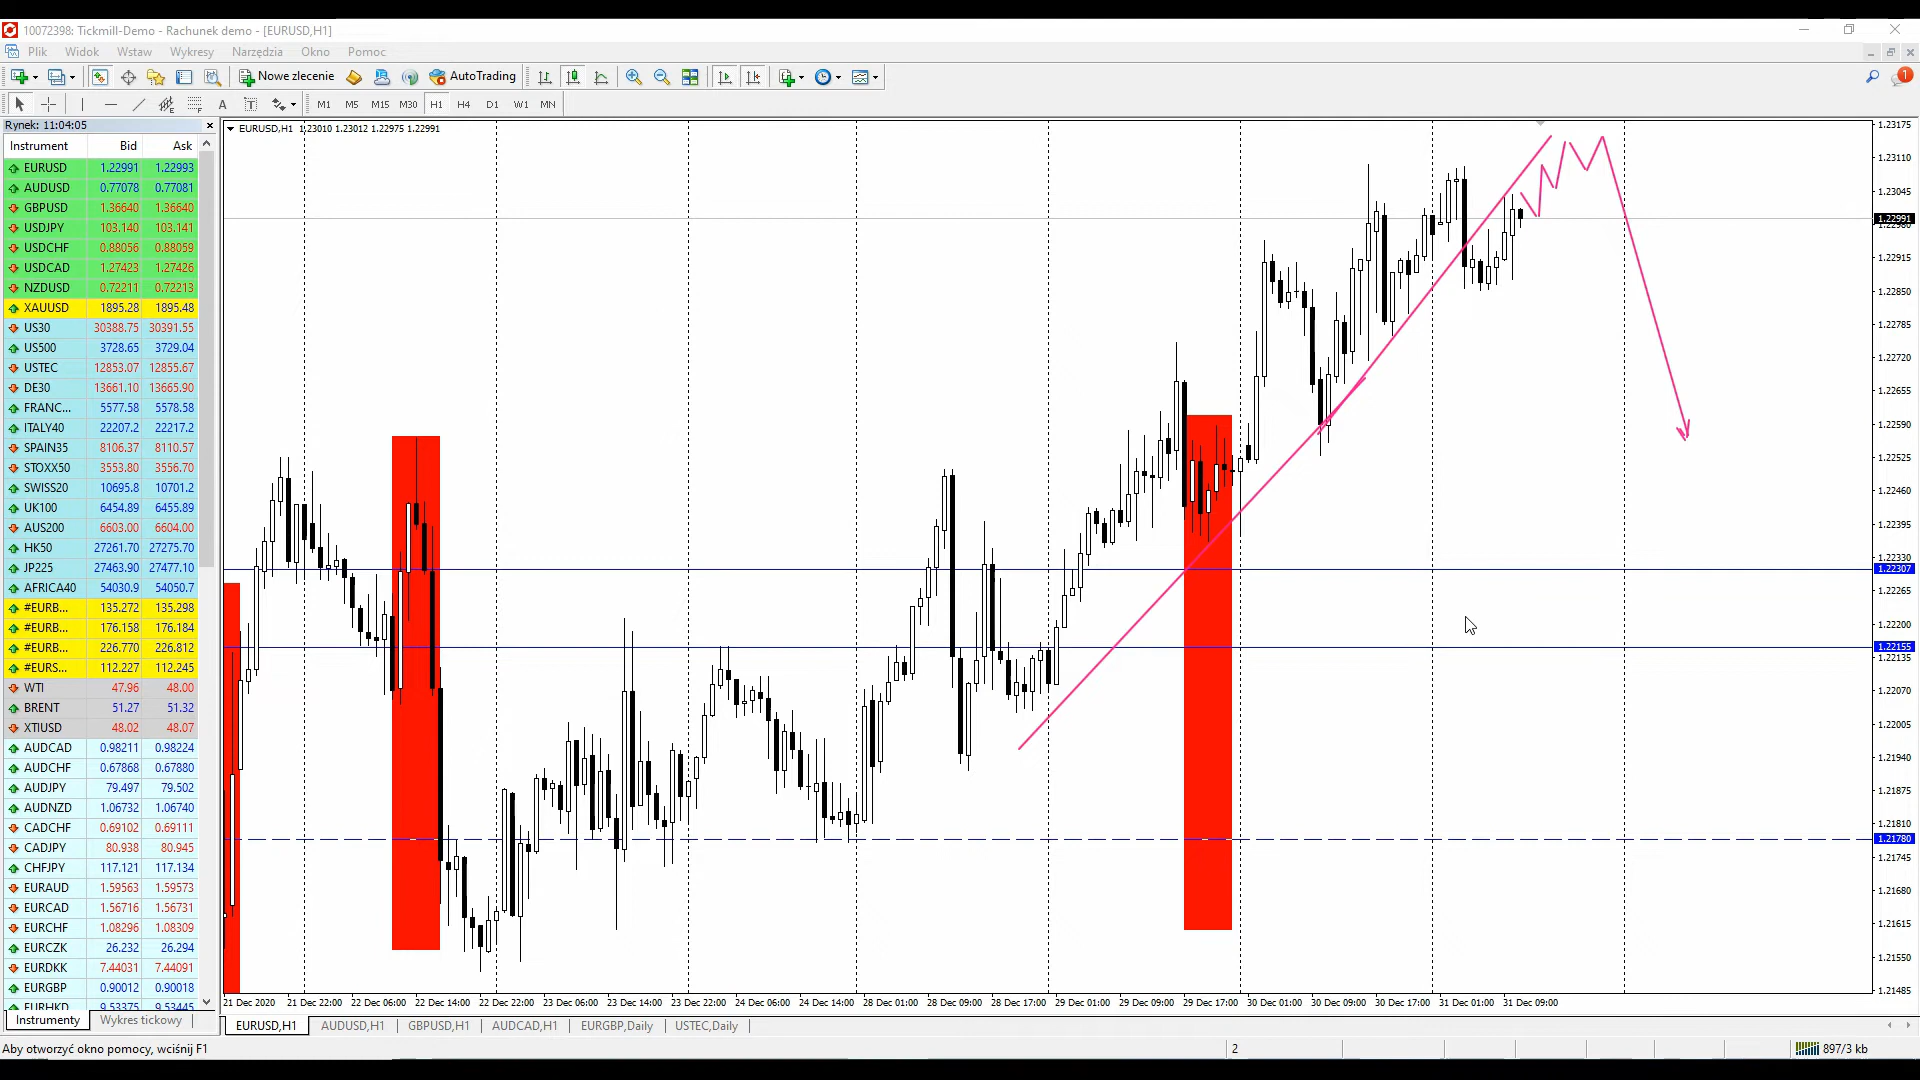 10072398: Tickmill-Demo - Rachunek demo - [EURUSD,H1]
Plik Widok Wstaw Wykresy Narzędzia Okno Pomoc
Nowe zlecenie AutoTrading
1
A T M1 M5 M15 M30 H1 H4 D1 W1 MN
Rynek: 11:04:05
Instrument Bid Ask
EURUSD 1.22991 1.22993
AUDUSD 0.77078 0.77081
GBPUSD 1.36640 1.36640
USDJPY 103.140 103.141
USDCHF 0.88056 0.88059
USDCAD 1.27423 1.27426
NZDUSD 0.72211 0.72213
XAUUSD 1895.28 1895.48
US30 30388.75 30391.55
US500 3728.65 3729.04
USTEC 12853.07 12855.67
DE30 13661.10 13665.90
FRANC... 5577.58 5578.58
ITALY40 22207.2 22217.2
SPAIN35 8106.37 8110.57
STOXX50 3553.80 3556.70
SWISS20 10695.8 10701.2
UK100 6454.89 6455.89
AUS200 6603.00 6604.00
HK50 27261.70 27275.70
JP225 27463.90 27477.10
AFRICA40 54030.9 54050.7
#EURB... 135.272 135.298
#EURB... 176.158 176.184
#EURB... 226.770 226.812
#EURS... 112.227 112.245
WTI 47.96 48.00
BRENT 51.27 51.32
XTIUSD 48.02 48.07
AUDCAD 0.98211 0.98224
AUDCHF 0.67868 0.67880
AUDJPY 79.497 79.502
AUDNZD 1.06732 1.06740
CADCHF 0.69102 0.69111
CADJPY 80.938 80.945
CHFJPY 117.121 117.134
EURAUD 1.59563 1.59573
EURCAD 1.56716 1.56731
EURCHF 1.08296 1.08309
EURCZK 26.232 26.294
EURDKK 7.44031 7.44091
EURGBP 0.90012 0.90018
EURHKD 9.53375 9.53445
Instrumenty Wykres tickowy
EURUSD,H1 1.23010 1.23012 1.22975 1.22991
1.23175
1.23110
1.23045
1.22991
1.22980
1.22915
1.22850
1.22785
1.22720
1.22655
1.22590
1.22525
1.22460
1.22395
1.22330
1.22307
1.22265
1.22200
1.22155
1.22135
1.22070
1.22005
1.21940
1.21875
1.21810
1.21780
1.21745
1.21680
1.21615
1.21550
1.21485
21 Dec 2020 21 Dec 22:00 22 Dec 06:00 22 Dec 14:00 22 Dec 22:00 23 Dec 06:00 23 Dec 14:00 23 Dec 22:00 24 Dec 06:00 24 Dec 14:00 28 Dec 01:00 28 Dec 09:00 28 Dec 17:00 29 Dec 01:00 29 Dec 09:00 29 Dec 17:00 30 Dec 01:00 30 Dec 09:00 30 Dec 17:00 31 Dec 01:00 31 Dec 09:00
EURUSD,H1 AUDUSD,H1 GBPUSD,H1 AUDCAD,H1 EURGBP,Daily USTEC,Daily
Aby otworzyć okno pomocy, wciśnij F1 2 897/3 kb